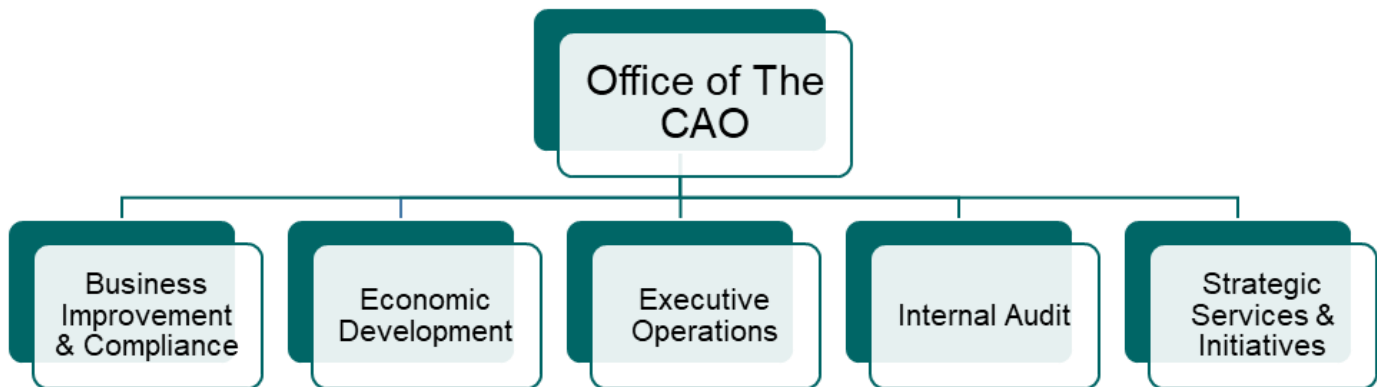 Office of The
CAO
Business
Improvement
& Compliance
Economic
Development
Executive
Operations
Internal Audit
Strategic
Services &
Initiatives